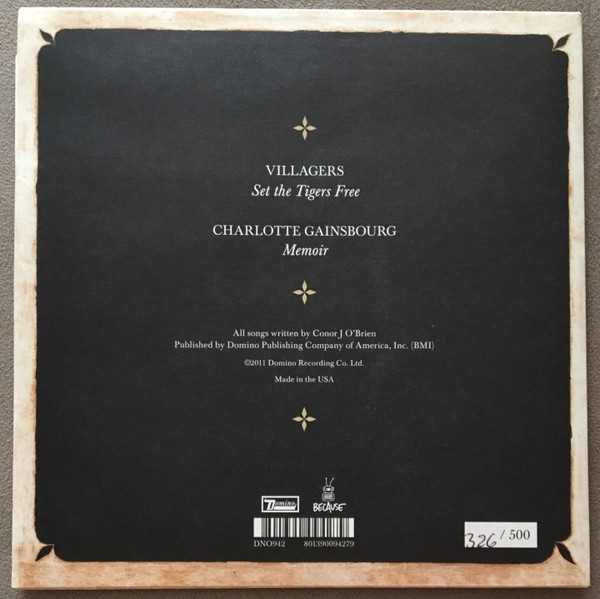 VILLAGERS
Set the Tigers Free
CHARLOTTE GAINSBOURG
Memoir
All songs written by Conor J O'Brien
Published by Domino Publishing Company of America, Inc. (BMI)
©2011 Domino Recording Co. Ltd.
Made in the USA
Domino
BECAUSE
DNO942 801390094279
326 / 500